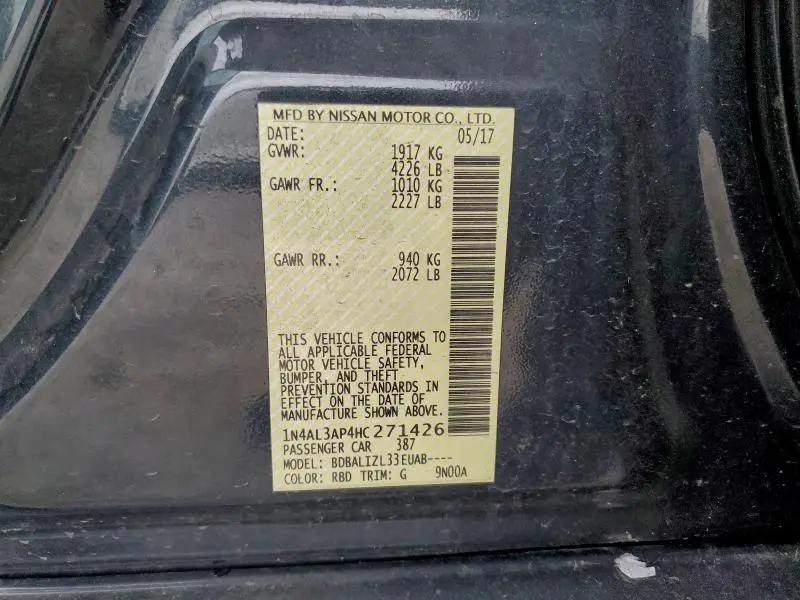 MFD BY NISSAN MOTOR CO., LTD.
DATE: 05/17
GVWR: 1917 KG
4226 LB
GAWR FR.: 1010 KG
2227 LB
GAWR RR.: 940 KG
2072 LB
THIS VEHICLE CONFORMS TO
ALL APPLICABLE FEDERAL
MOTOR VEHICLE SAFETY,
BUMPER, AND THEFT
PREVENTION STANDARDS IN
EFFECT ON THE DATE OF
MANUFACTURE SHOWN ABOVE.
1N4AL3AP4HC271426
PASSENGER CAR 387
MODEL: BDBALIZL33EUAB----
COLOR: RBD TRIM: G 9N00A